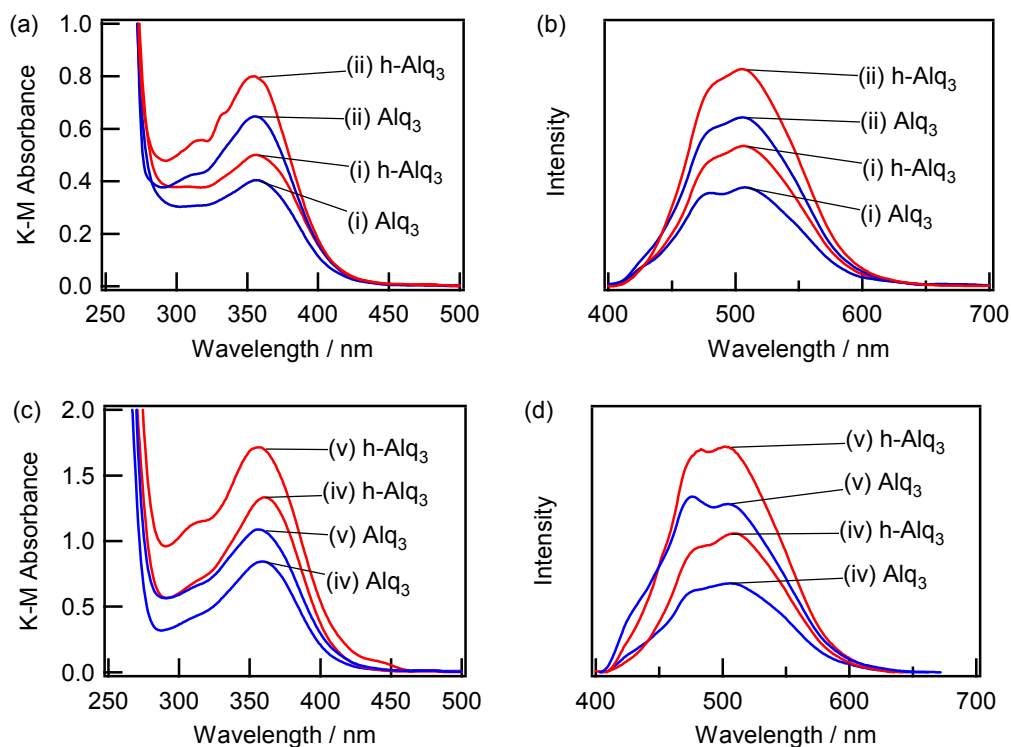 (a)
K-M Absorbance
1.0
0.8
0.6
0.4
0.2
0.0
(ii) h-Alq₃
(ii) Alq₃
(i) h-Alq₃
(i) Alq₃
250 300 350 400 450 500
Wavelength / nm
(b)
Intensity
(ii) h-Alq₃
(ii) Alq₃
(i) h-Alq₃
(i) Alq₃
400 500 600 700
Wavelength / nm
(c)
K-M Absorbance
2.0
1.5
1.0
0.5
0.0
(v) h-Alq₃
(iv) h-Alq₃
(v) Alq₃
(iv) Alq₃
250 300 350 400 450 500
Wavelength / nm
(d)
Intensity
(v) h-Alq₃
(v) Alq₃
(iv) h-Alq₃
(iv) Alq₃
400 500 600 700
Wavelength / nm